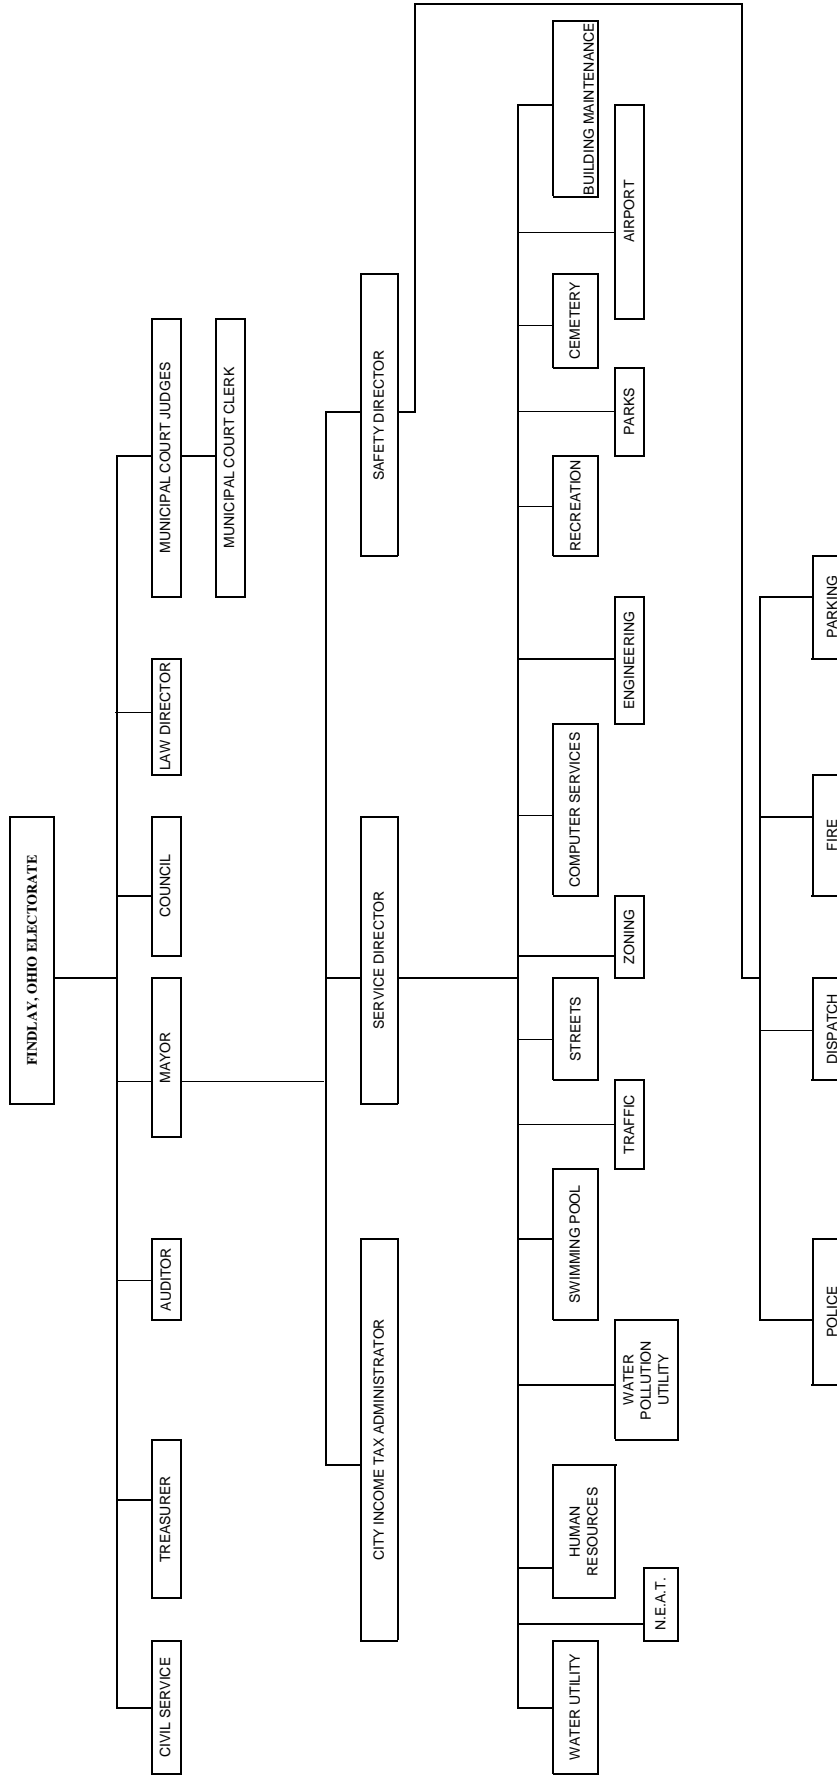 FINDLAY, OHIO ELECTORATE
CIVIL SERVICE
TREASURER
AUDITOR
MAYOR
COUNCIL
LAW DIRECTOR
MUNICIPAL COURT JUDGES
MUNICIPAL COURT CLERK
CITY INCOME TAX ADMINISTRATOR
SERVICE DIRECTOR
SAFETY DIRECTOR
WATER UTILITY
N.E.A.T.
HUMAN
RESOURCES
WATER
POLLUTION
UTILITY
SWIMMING POOL
TRAFFIC
STREETS
ZONING
COMPUTER SERVICES
ENGINEERING
RECREATION
PARKS
CEMETERY
AIRPORT
BUILDING MAINTENANCE
POLICE
DISPATCH
FIRE
PARKING